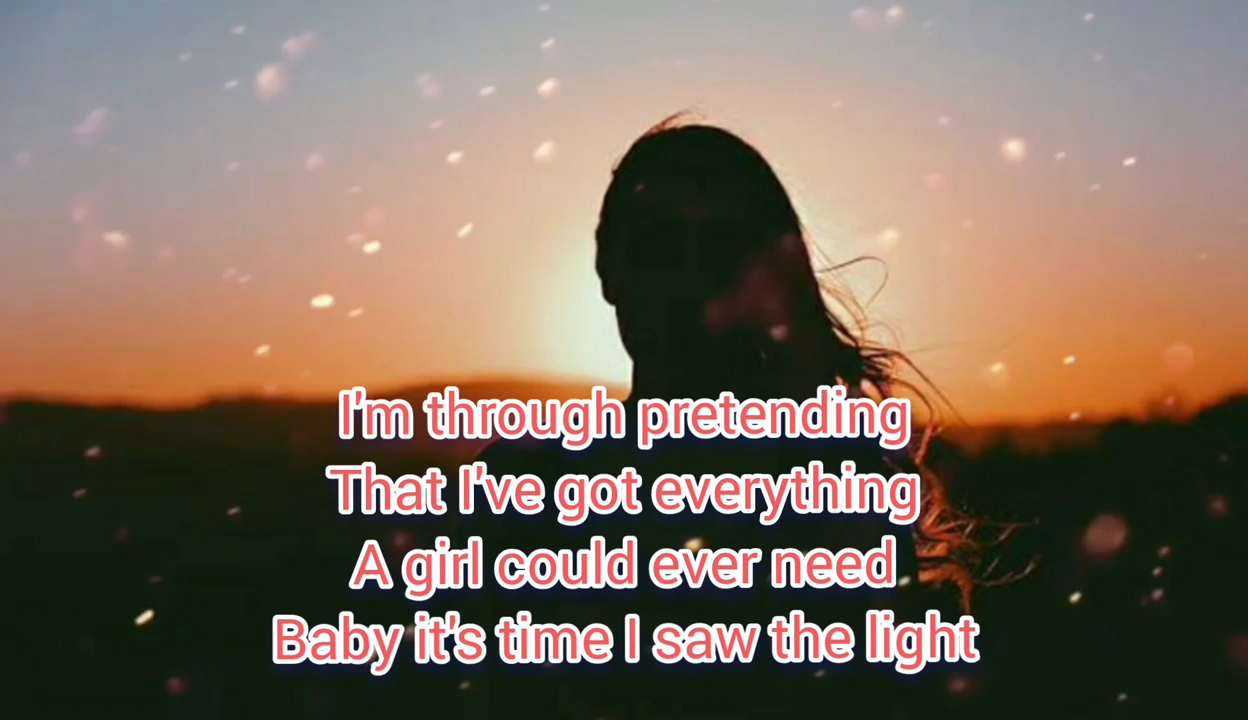 I'm through pretending
That I've got everything
A girl could ever need
Baby it's time I saw the light